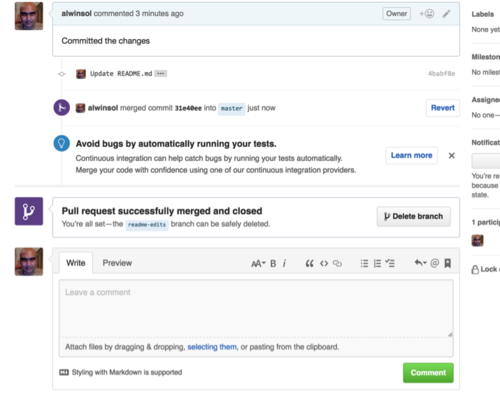 alwinsol commented 3 minutes ago
Owner
Committed the changes
Update README.md
4babf8e
alwinsol merged commit 31e40ee into master just now
Revert
Avoid bugs by automatically running your tests.
Continuous integration can help catch bugs by running your tests automatically.
Merge your code with confidence using one of our continuous integration providers.
Learn more
Pull request successfully merged and closed
You're all set—the readme-edits branch can be safely deleted.
Delete branch
Write
Preview
AA B i
Leave a comment
Attach files by dragging & dropping, selecting them, or pasting from the clipboard.
Styling with Markdown is supported
Comment
Labels
None yet
Mileston
No milest
Assigne
No one—
Notificat
You're re
because
state.
1 particip
Lock